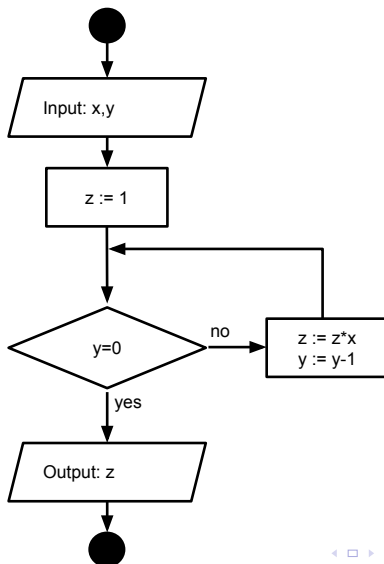 Input: x,y
z := 1
y=0
no
z := z*x
y := y-1
yes
Output: z